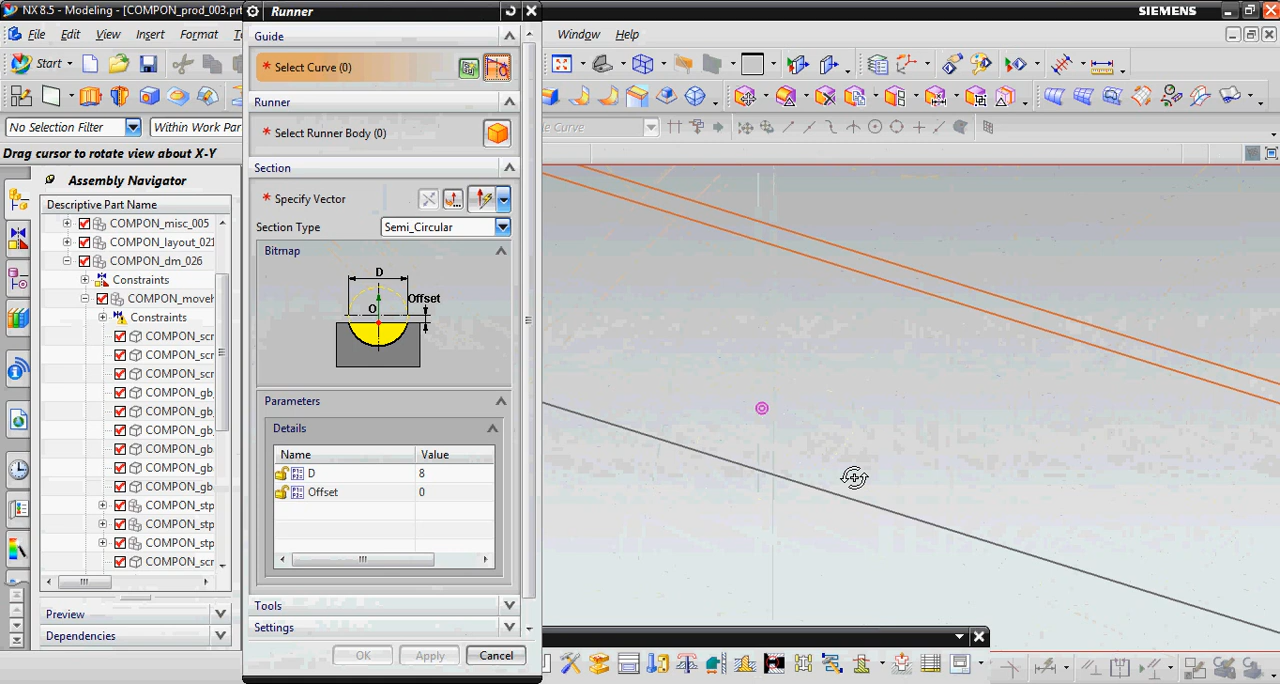 NX 8.5 - Modeling - [COMPON_prod_003.prt
SIEMENS
File Edit View Insert Format
Window Help
Start
No Selection Filter
Within Work Par
Drag cursor to rotate view about X-Y
Assembly Navigator
Descriptive Part Name
COMPON_misc_005
COMPON_layout_021
COMPON_dm_026
Constraints
COMPON_moveh
Constraints
COMPON_scr
COMPON_scr
COMPON_scr
COMPON_gb
COMPON_gb
COMPON_gb
COMPON_gb
COMPON_gb
COMPON_gb
COMPON_stp
COMPON_stp
COMPON_stp
COMPON_scr
Preview
Dependencies
Runner
Guide
* Select Curve (0)
Runner
* Select Runner Body (0)
Section
* Specify Vector
Section Type
Semi_Circular
Bitmap
D
Offset
O
Parameters
Details
Name Value
D 8
Offset 0
Tools
Settings
OK Apply Cancel
Curve